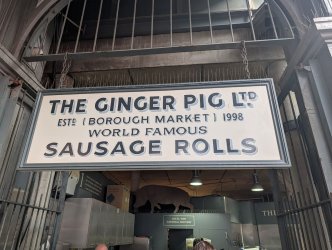 THE GINGER PIG LTD
ESTD (BOROUGH MARKET) 1998
WORLD FAMOUS
SAUSAGE ROLLS